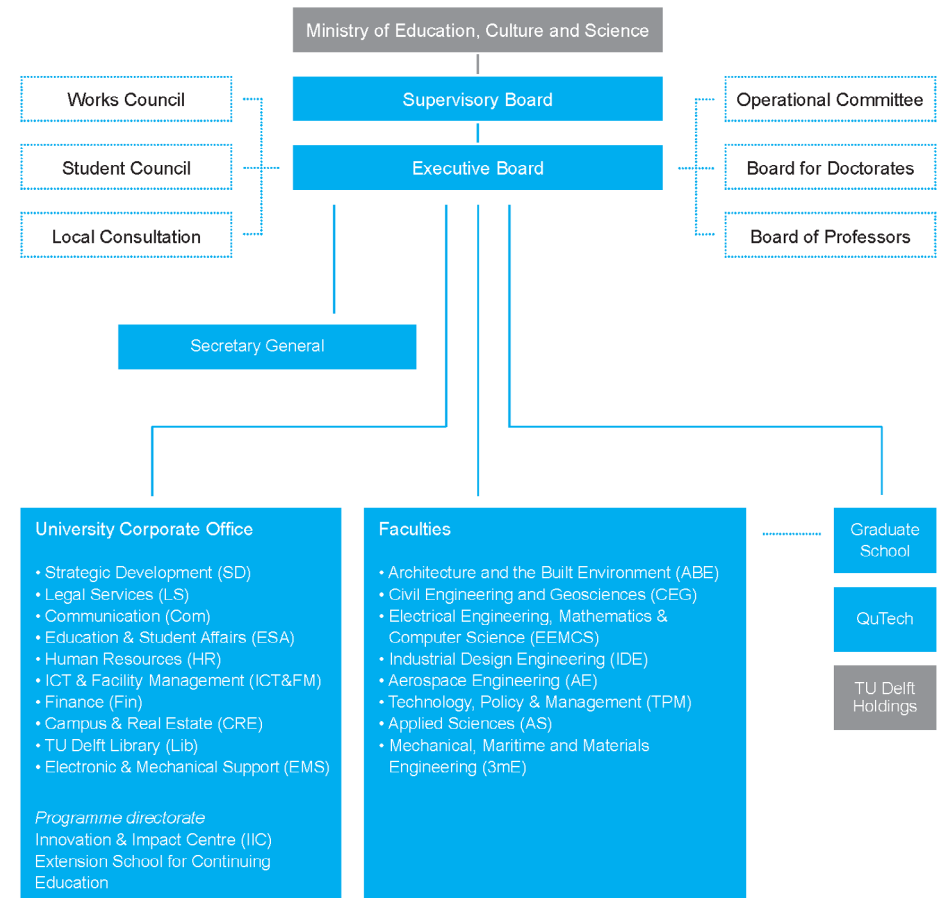 Ministry of Education, Culture and Science
Works Council
Supervisory Board
Operational Committee
Student Council
Executive Board
Board for Doctorates
Local Consultation
Board of Professors
Secretary General
University Corporate Office
• Strategic Development (SD)
• Legal Services (LS)
• Communication (Com)
• Education & Student Affairs (ESA)
• Human Resources (HR)
• ICT & Facility Management (ICT&FM)
• Finance (Fin)
• Campus & Real Estate (CRE)
• TU Delft Library (Lib)
• Electronic & Mechanical Support (EMS)
Programme directorate
Innovation & Impact Centre (IIC)
Extension School for Continuing
Education
Faculties
• Architecture and the Built Environment (ABE)
• Civil Engineering and Geosciences (CEG)
• Electrical Engineering, Mathematics &
Computer Science (EEMCS)
• Industrial Design Engineering (IDE)
• Aerospace Engineering (AE)
• Technology, Policy & Management (TPM)
• Applied Sciences (AS)
• Mechanical, Maritime and Materials
Engineering (3mE)
Graduate
School
QuTech
TU Delft
Holdings